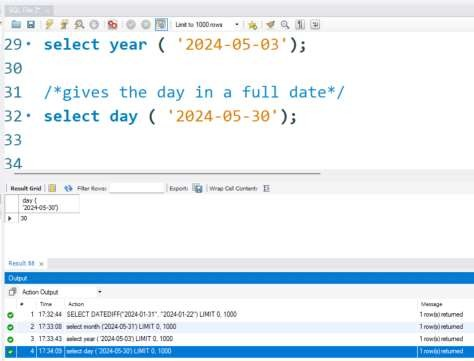 SQL File 2*
Limit to 1000 rows
29 select year ( '2024-05-03');
30
31 /*gives the day in a full date*/
32 select day ( '2024-05-30');
33
34
Result Grid Filter Rows: Export: Wrap Cell Content:
day (
'2024-05-30')
30
Result 88
Output
Action Output
# Time Action Message
1 17:32:44 SELECT DATEDIFF("2024-01-31", "2024-01-22") LIMIT 0, 1000 1 row(s) returned
2 17:33:08 select month ('2024-05-31') LIMIT 0, 1000 1 row(s) returned
3 17:33:43 select year ( '2024-05-03') LIMIT 0, 1000 1 row(s) returned
4 17:34:09 select day ( '2024-05-30') LIMIT 0, 1000 1 row(s) returned